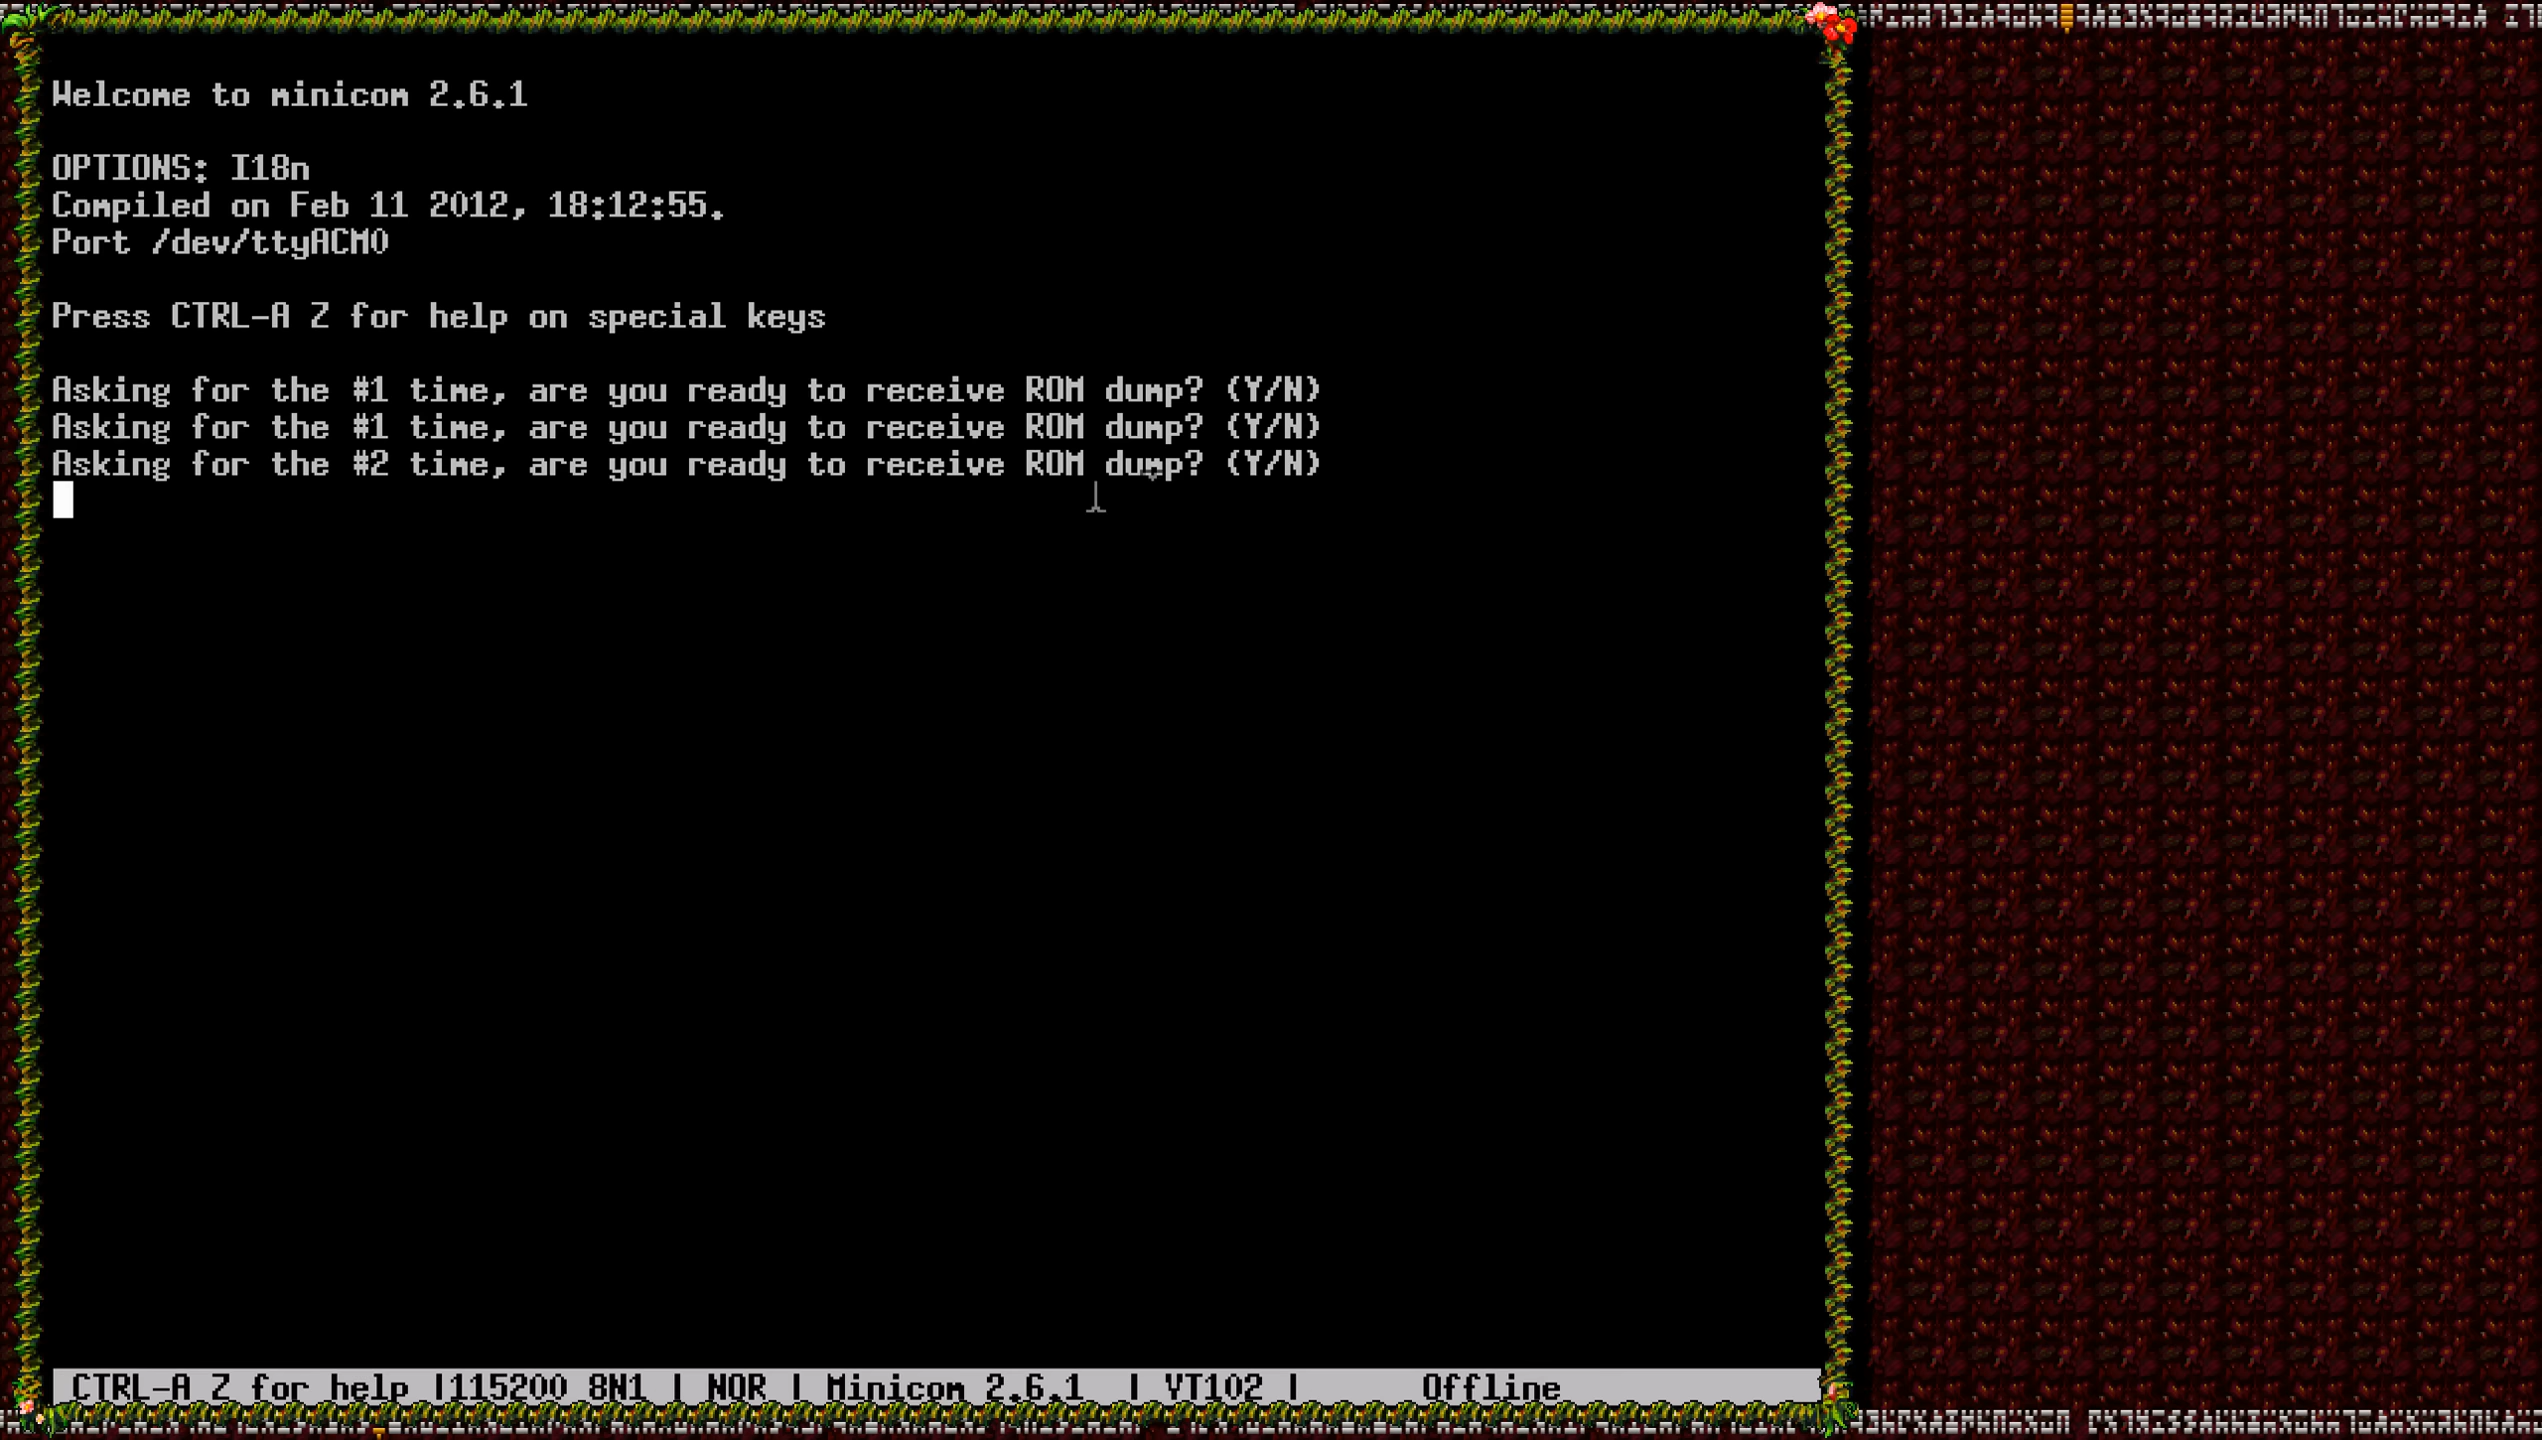 Welcome to minicom 2.6.1
OPTIONS: I18n
Compiled on Feb 11 2012, 18:12:55.
Port /dev/ttyACM0
Press CTRL-A Z for help on special keys
Asking for the #1 time, are you ready to receive ROM dump? (Y/N)
Asking for the #1 time, are you ready to receive ROM dump? (Y/N)
Asking for the #2 time, are you ready to receive ROM dump? (Y/N)
CTRL-A Z for help |115200 8N1 | NOR | Minicom 2.6.1 | VT102 | Offline